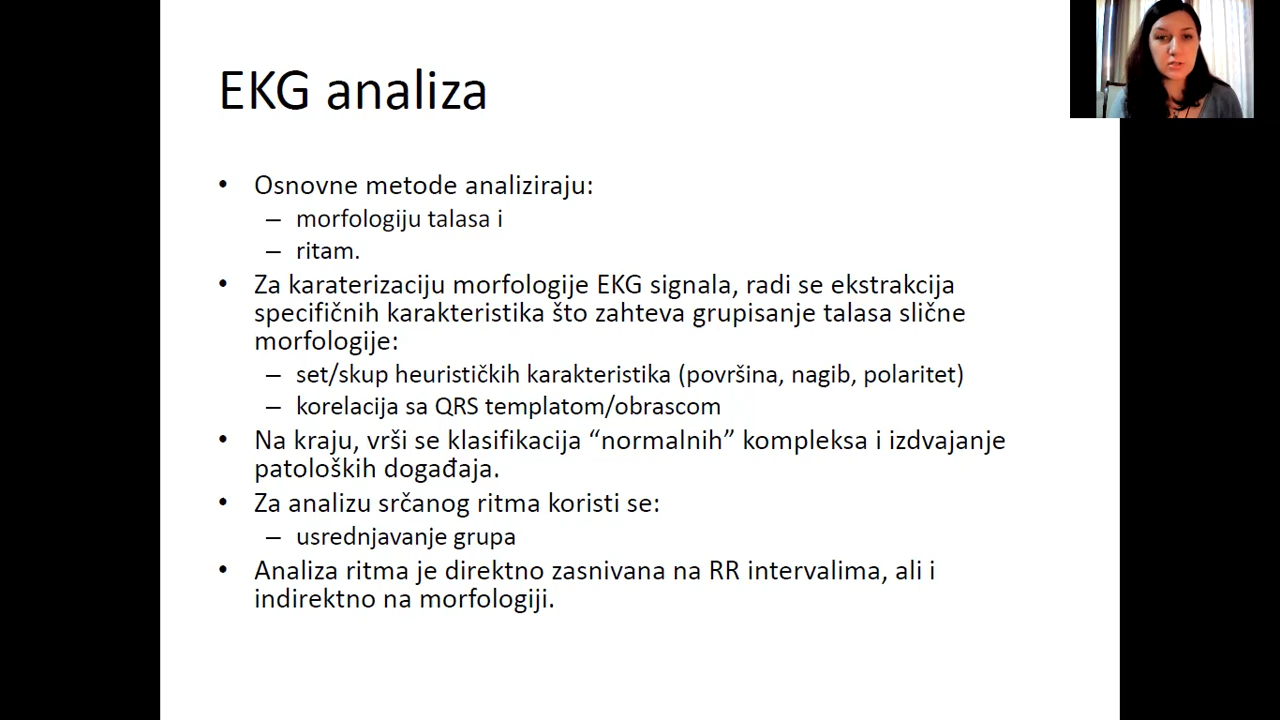 EKG analiza
• Osnovne metode analiziraju:
– morfologiju talasa i
– ritam.
• Za karaterizaciju morfologije EKG signala, radi se ekstrakcija
specifičnih karakteristika što zahteva grupisanje talasa slične
morfologije:
– set/skup heurističkih karakteristika (površina, nagib, polaritet)
– korelacija sa QRS templatom/obrascom
• Na kraju, vrši se klasifikacija “normalnih” kompleksa i izdvajanje
patoloških događaja.
• Za analizu srčanog ritma koristi se:
– usrednjavanje grupa
• Analiza ritma je direktno zasnivana na RR intervalima, ali i
indirektno na morfologiji.